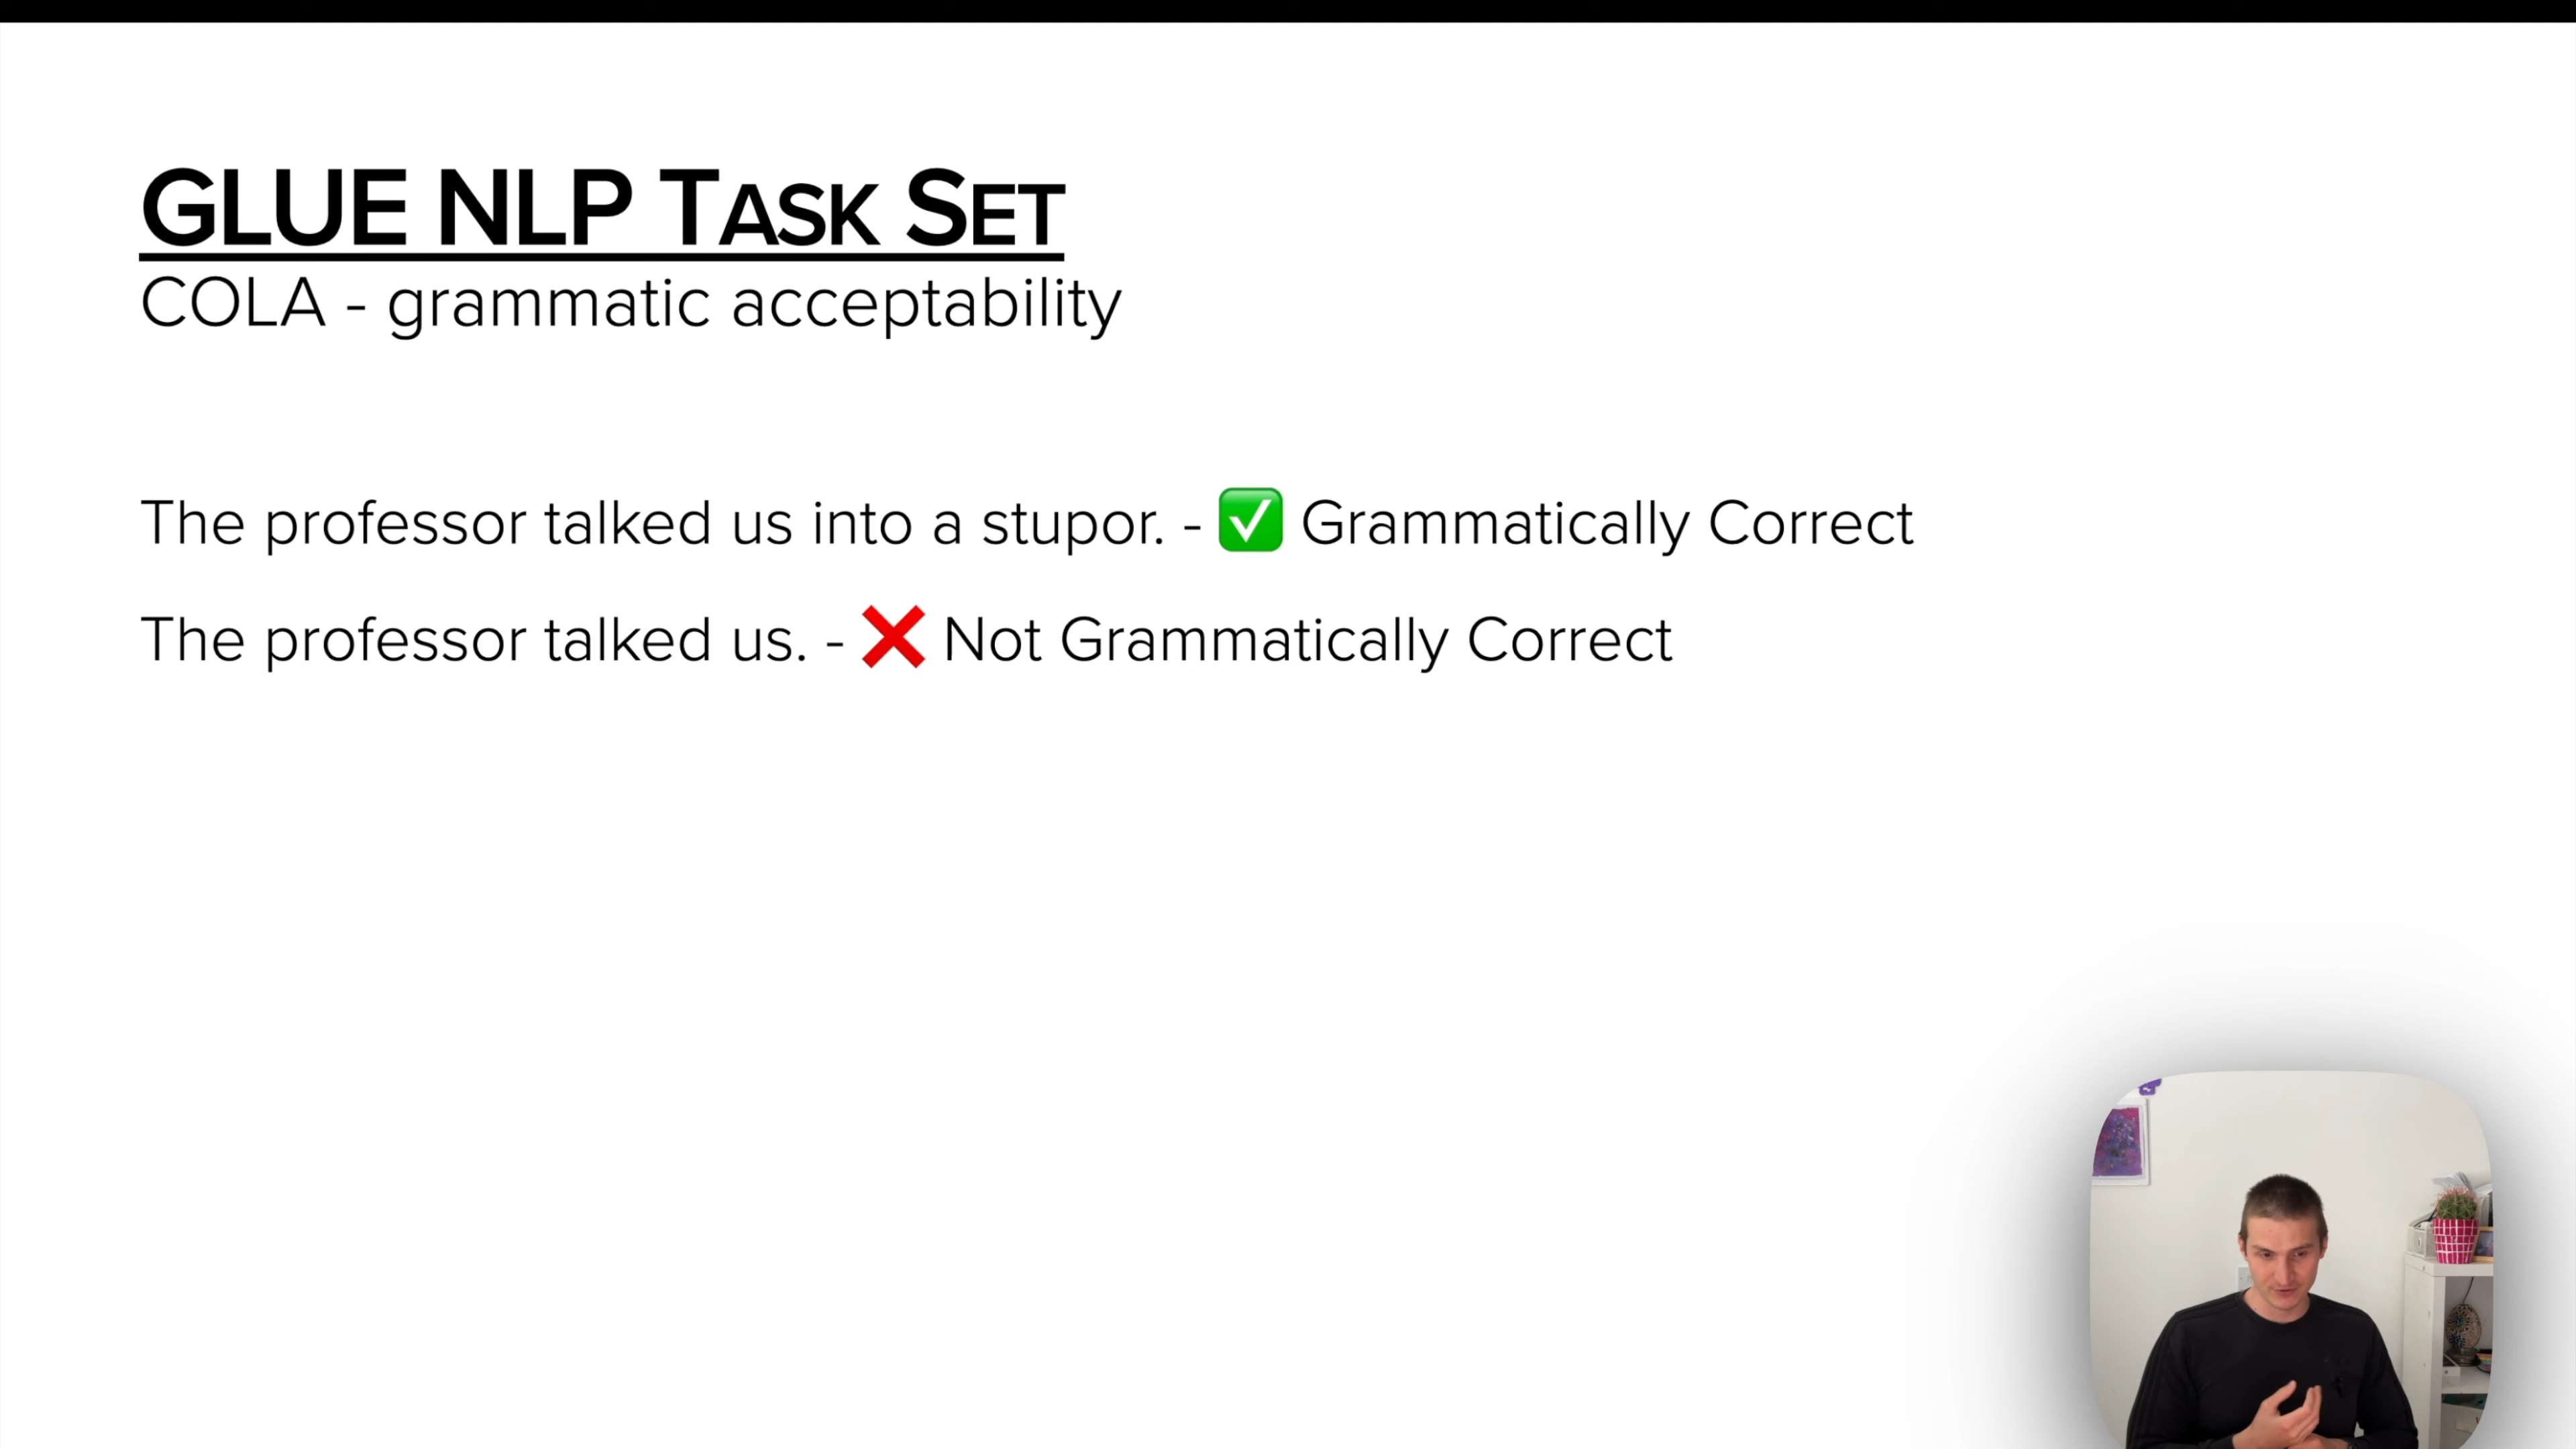 GLUE NLP TASK SET
COLA - grammatic acceptability
The professor talked us into a stupor. - ✅ Grammatically Correct
The professor talked us. - ❌ Not Grammatically Correct